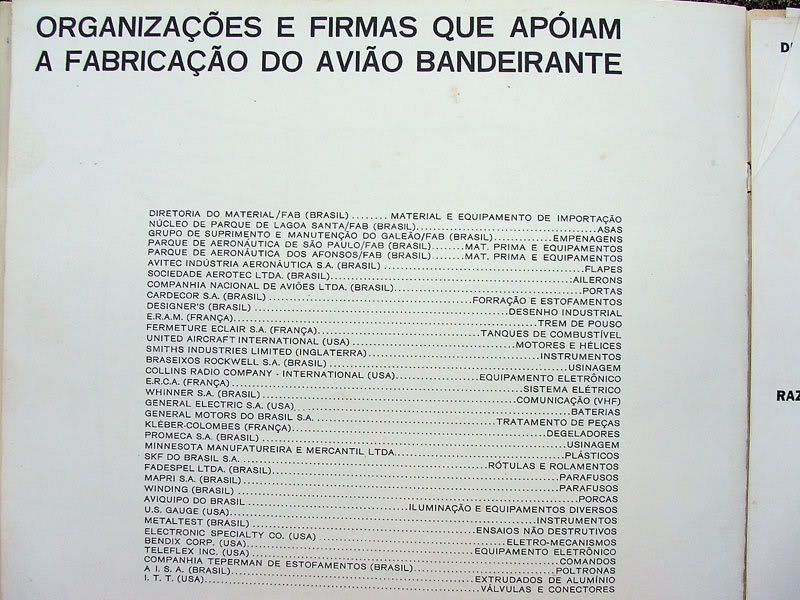 ORGANIZAÇÕES E FIRMAS QUE APÓIAM
A FABRICAÇÃO DO AVIÃO BANDEIRANTE
DIRETORIA DO MATERIAL/FAB (BRASIL)........MATERIAL E EQUIPAMENTO DE IMPORTAÇÃO
NÚCLEO DE PARQUE DE LAGOA SANTA/FAB (BRASIL)........ASAS
GRUPO DE SUPRIMENTO E MANUTENÇÃO DO GALEÃO/FAB (BRASIL)........EMPENAGENS
PARQUE DE AERONÁUTICA DE SÃO PAULO/FAB (BRASIL)........MAT. PRIMA E EQUIPAMENTOS
PARQUE DE AERONÁUTICA DOS AFONSOS/FAB (BRASIL)........MAT. PRIMA E EQUIPAMENTOS
AVITEC INDÚSTRIA AERONÁUTICA S.A. (BRASIL)........FLAPES
SOCIEDADE AEROTEC LTDA. (BRASIL)........AILERONS
COMPANHIA NACIONAL DE AVIÕES LTDA. (BRASIL)........PORTAS
CARDECOR S.A. (BRASIL)........FORRAÇÃO E ESTOFAMENTOS
DESIGNER'S (BRASIL)........DESENHO INDUSTRIAL
E.R.A.M. (FRANÇA)........TREM DE POUSO
FERMETURE ECLAIR S.A. (FRANÇA)........TANQUES DE COMBUSTÍVEL
UNITED AIRCRAFT INTERNATIONAL (USA)........MOTORES E HÉLICES
SMITHS INDUSTRIES LIMITED (INGLATERRA)........INSTRUMENTOS
BRASEIXOS ROCKWELL S.A. (BRASIL)........USINAGEM
COLLINS RADIO COMPANY - INTERNATIONAL (USA)........EQUIPAMENTO ELETRÔNICO
E.R.C.A. (FRANÇA)........SISTEMA ELÉTRICO
WHINNER S.A. (BRASIL)........COMUNICAÇÃO (VHF)
GENERAL ELECTRIC S.A. (USA)........BATERIAS
GENERAL MOTORS DO BRASIL S.A.........TRATAMENTO DE PEÇAS
KLÉBER-COLOMBES (FRANÇA)........DEGELADORES
PROMECA S.A. (BRASIL)........USINAGEM
MINNESOTA MANUFATUREIRA E MERCANTIL LTDA.........PLÁSTICOS
SKF DO BRASIL S.A.........RÓTULAS E ROLAMENTOS
FADESPEL LTDA. (BRASIL)........PARAFUSOS
MAPRI S.A. (BRASIL)........PARAFUSOS
WINDING (BRASIL)........PORCAS
AVIQUIPO DO BRASIL........ILUMINAÇÃO E EQUIPAMENTOS DIVERSOS
U.S. GAUGE (USA)........INSTRUMENTOS
METALTEST (BRASIL)........ENSAIOS NÃO DESTRUTIVOS
ELECTRONIC SPECIALTY CO. (USA)........ELETRO-MECANISMOS
BENDIX CORP. (USA)........EQUIPAMENTO ELETRÔNICO
TELEFLEX INC. (USA)........COMANDOS
COMPANHIA TEPERMAN DE ESTOFAMENTOS (BRASIL)........POLTRONAS
A I. S. A. (BRASIL)........EXTRUDADOS DE ALUMÍNIO
I. T. T. (USA)........VÁLVULAS E CONECTORES